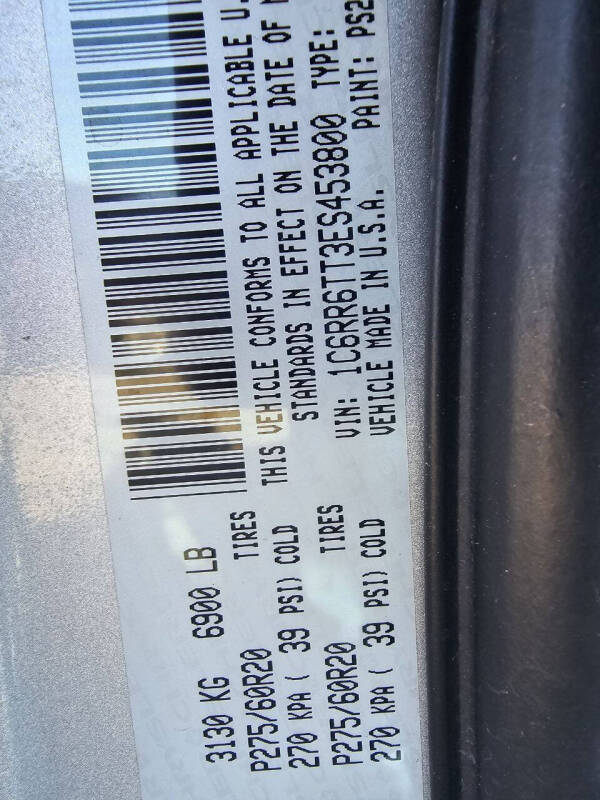 3130 KG 6900 LB
P275/60R20 TIRES
270 KPA ( 39 PSI) COLD
P275/60R20 TIRES
270 KPA ( 39 PSI) COLD
THIS VEHICLE CONFORMS TO ALL APPLICABLE U.
STANDARDS IN EFFECT ON THE DATE OF M
VIN: 1C6RR6TT3ES453800 TYPE:
VEHICLE MADE IN U.S.A. PAINT: PS2